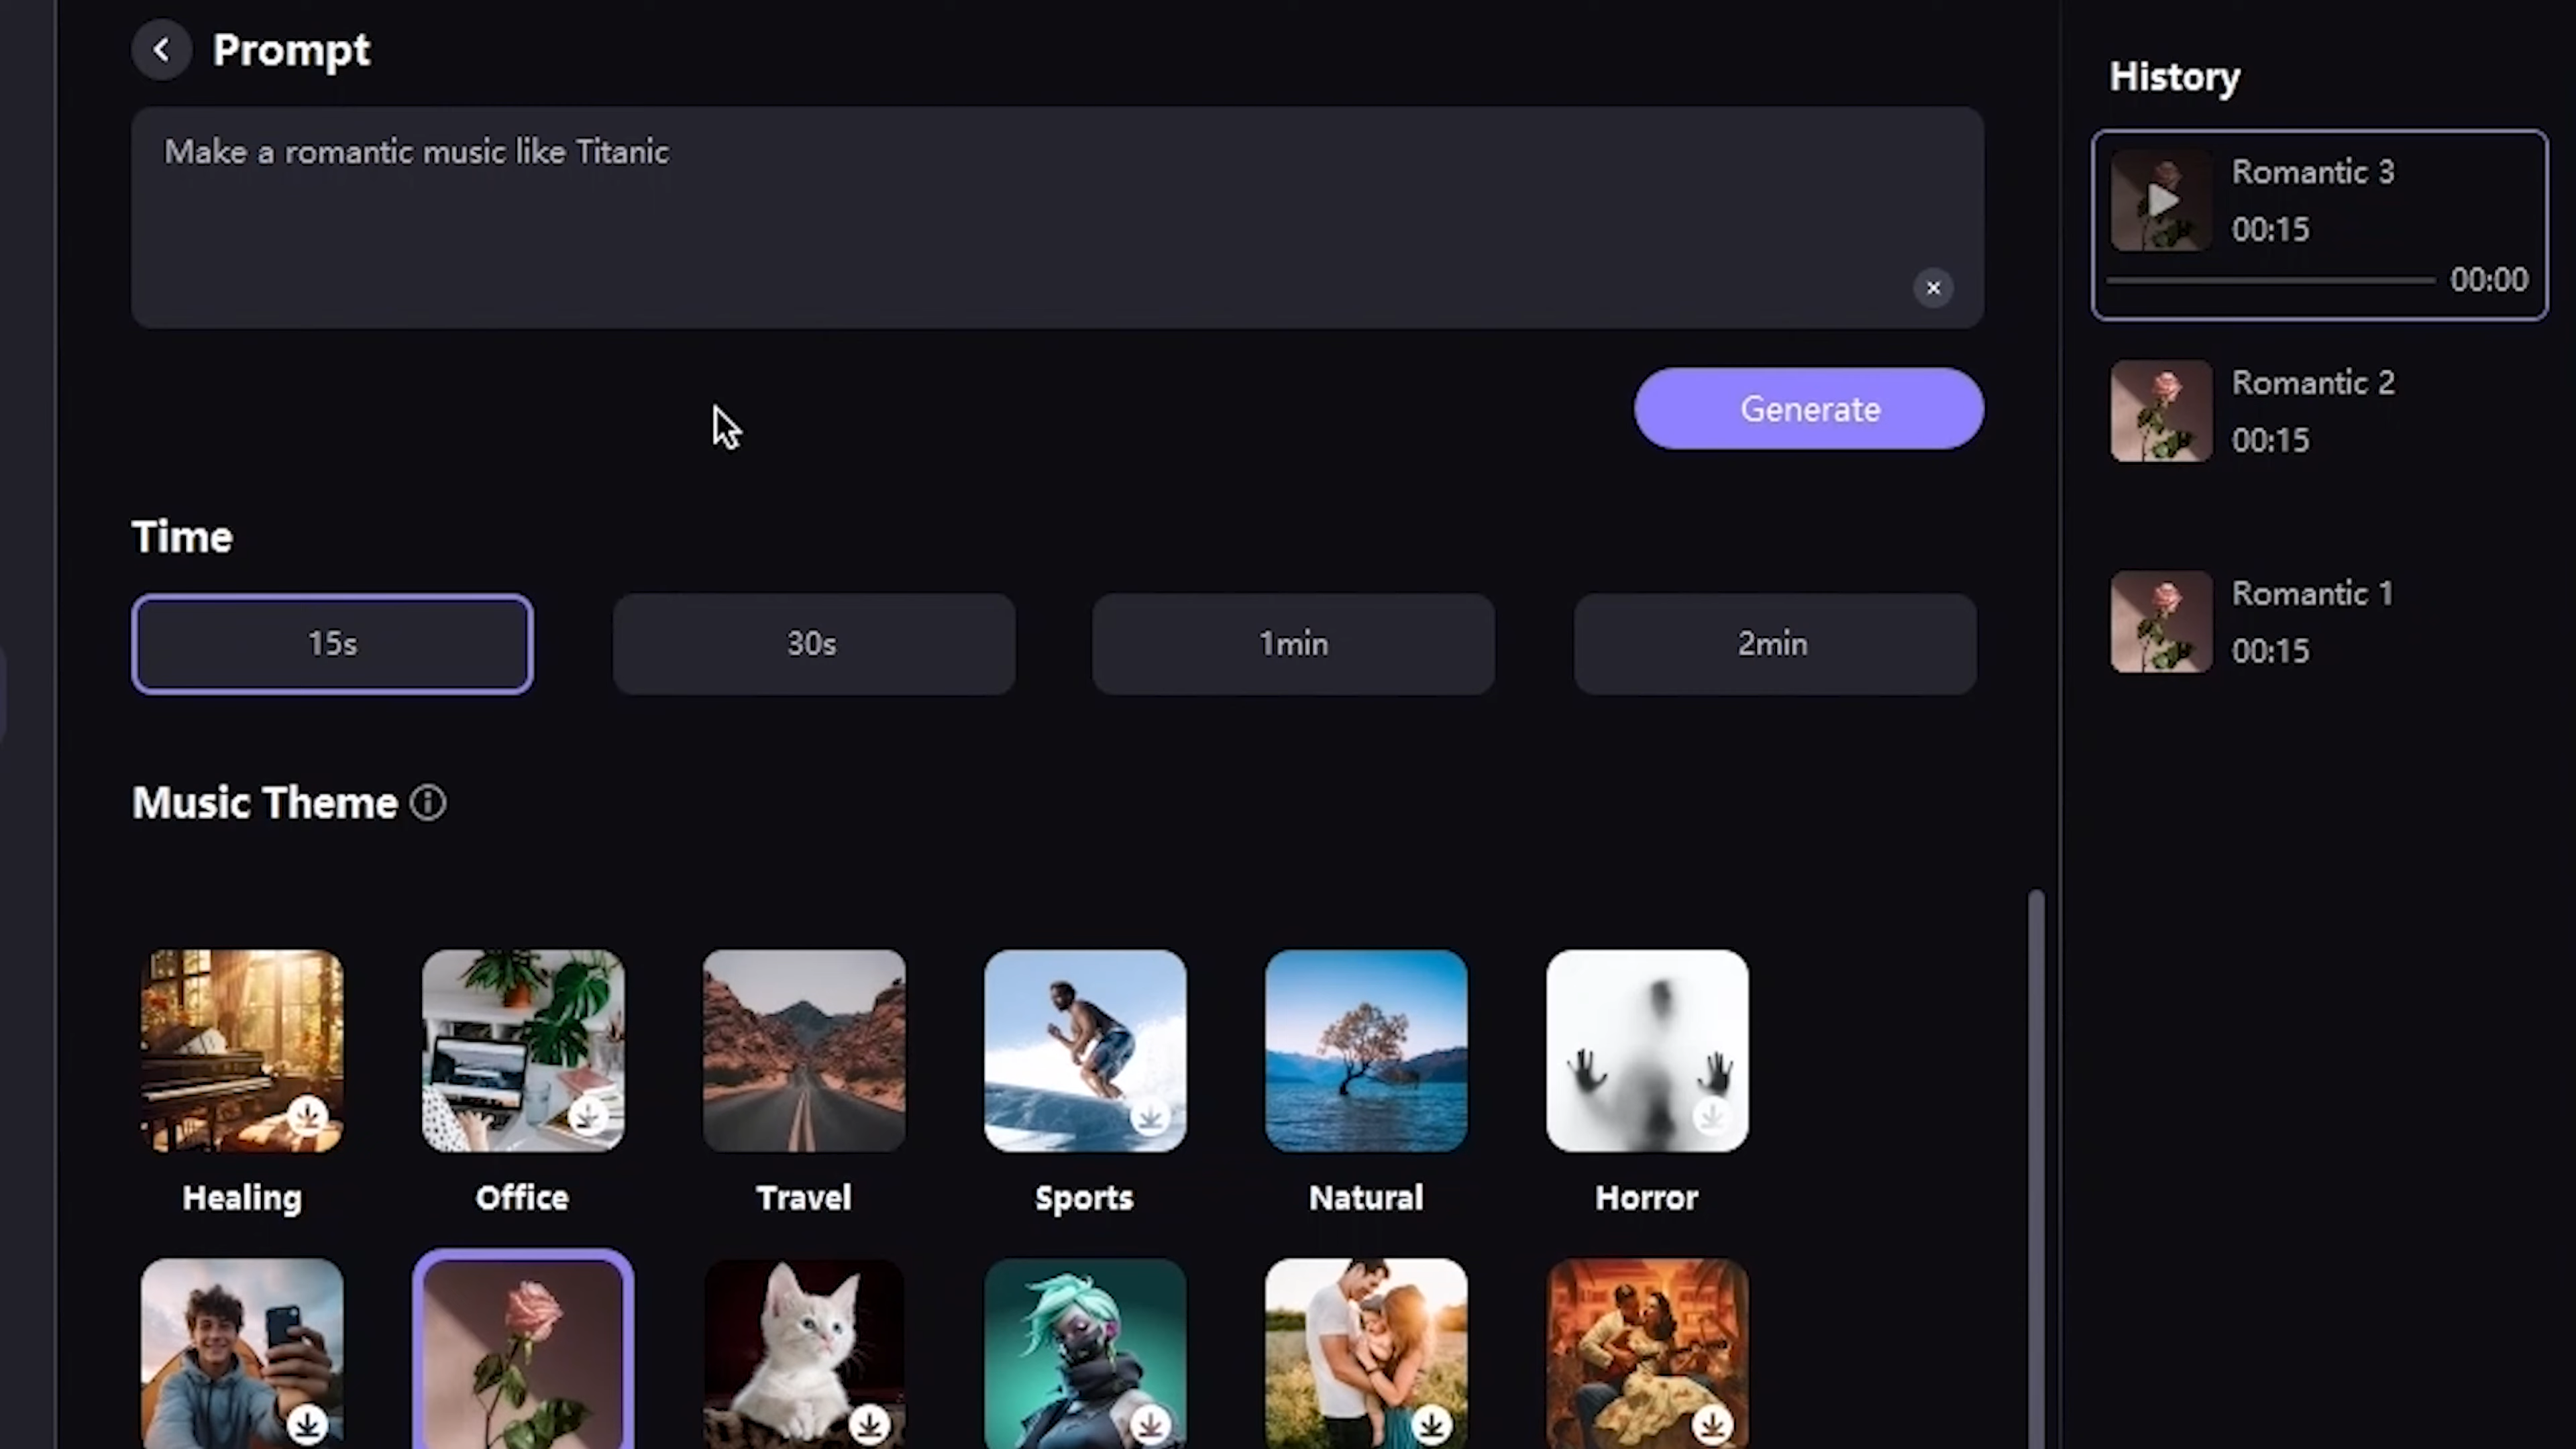 Prompt
Make a romantic music like Titanic
Generate
Time
15s
30s
1min
2min
Music Theme
Healing
Office
Travel
Sports
Natural
Horror
History
Romantic 3
00:15
00:00
Romantic 2
00:15
Romantic 1
00:15